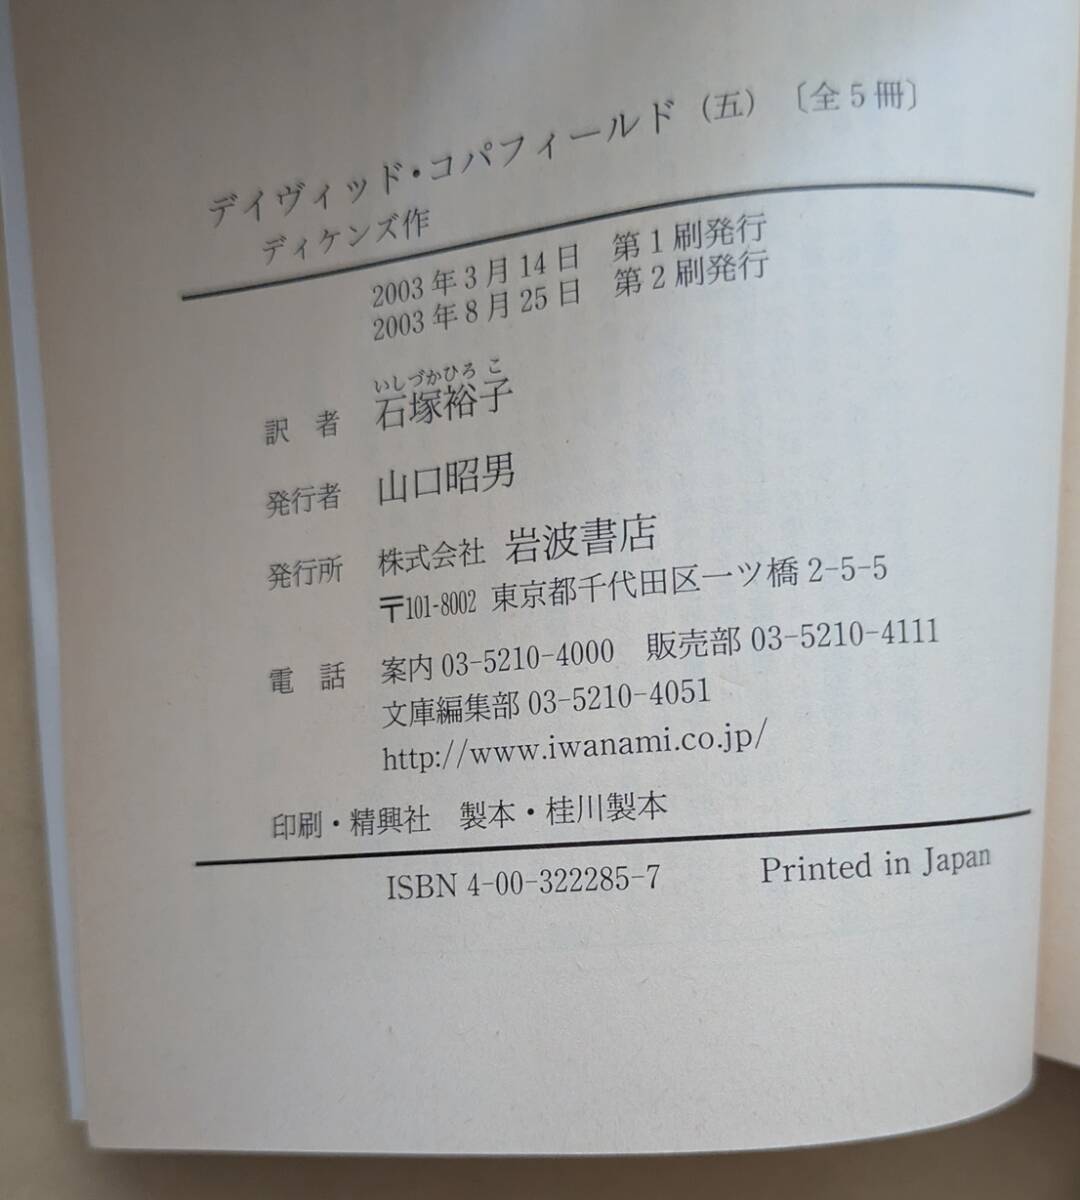 デイヴィッド・コパフィールド（五）〔全5冊〕
ディケンズ作
2003年3月14日 第1刷発行
2003年8月25日 第2刷発行
いしづかひろこ
訳者 石塚裕子
発行者 山口昭男
発行所 株式会社 岩波書店
〒101-8002 東京都千代田区一ツ橋2-5-5
電話 案内03-5210-4000 販売部03-5210-4111
文庫編集部03-5210-4051
http://www.iwanami.co.jp/
印刷・精興社 製本・桂川製本
ISBN4-00-322285-7 Printed in Japan